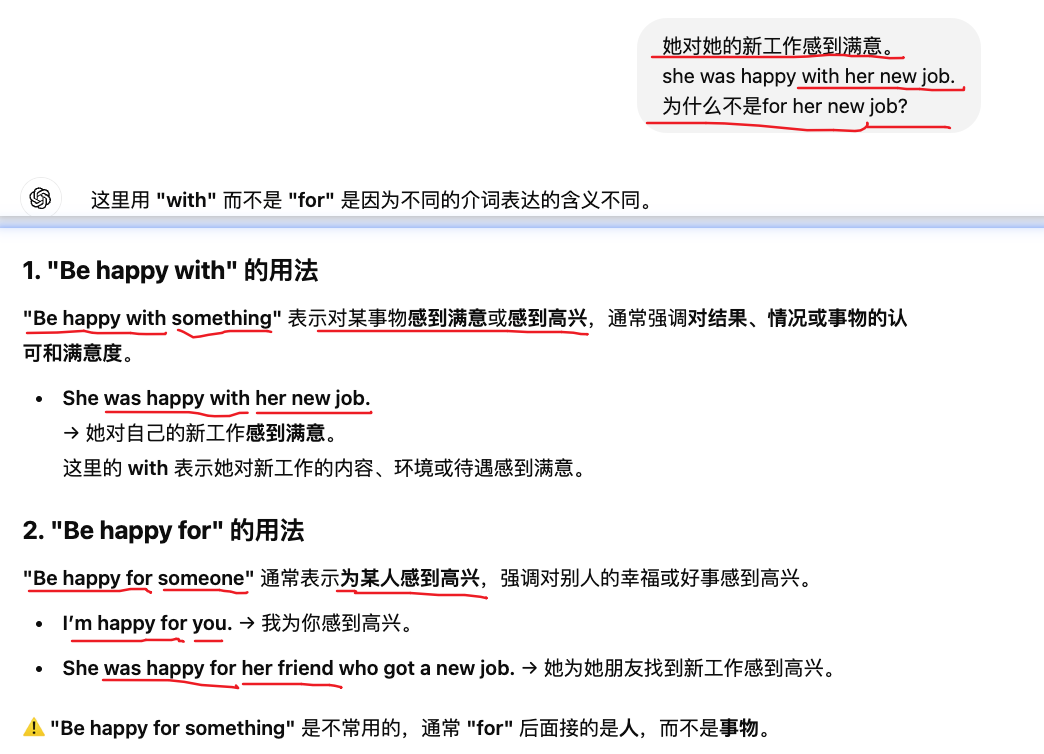 她对她的新工作感到满意。
she was happy with her new job.
为什么不是for her new job?
这里用 "with" 而不是 "for" 是因为不同的介词表达的含义不同。
1. "Be happy with" 的用法
"Be happy with something" 表示对某事物感到满意或感到高兴，通常强调对结果、情况或事物的认
可和满意度。
• She was happy with her new job.
→ 她对自己的新工作感到满意。
这里的 with 表示她对新工作的内容、环境或待遇感到满意。
2. "Be happy for" 的用法
"Be happy for someone" 通常表示为某人感到高兴，强调对别人的幸福或好事感到高兴。
• I’m happy for you. → 我为你感到高兴。
• She was happy for her friend who got a new job. → 她为她朋友找到新工作感到高兴。
⚠️ "Be happy for something" 是不常用的，通常 "for" 后面接的是人，而不是事物。